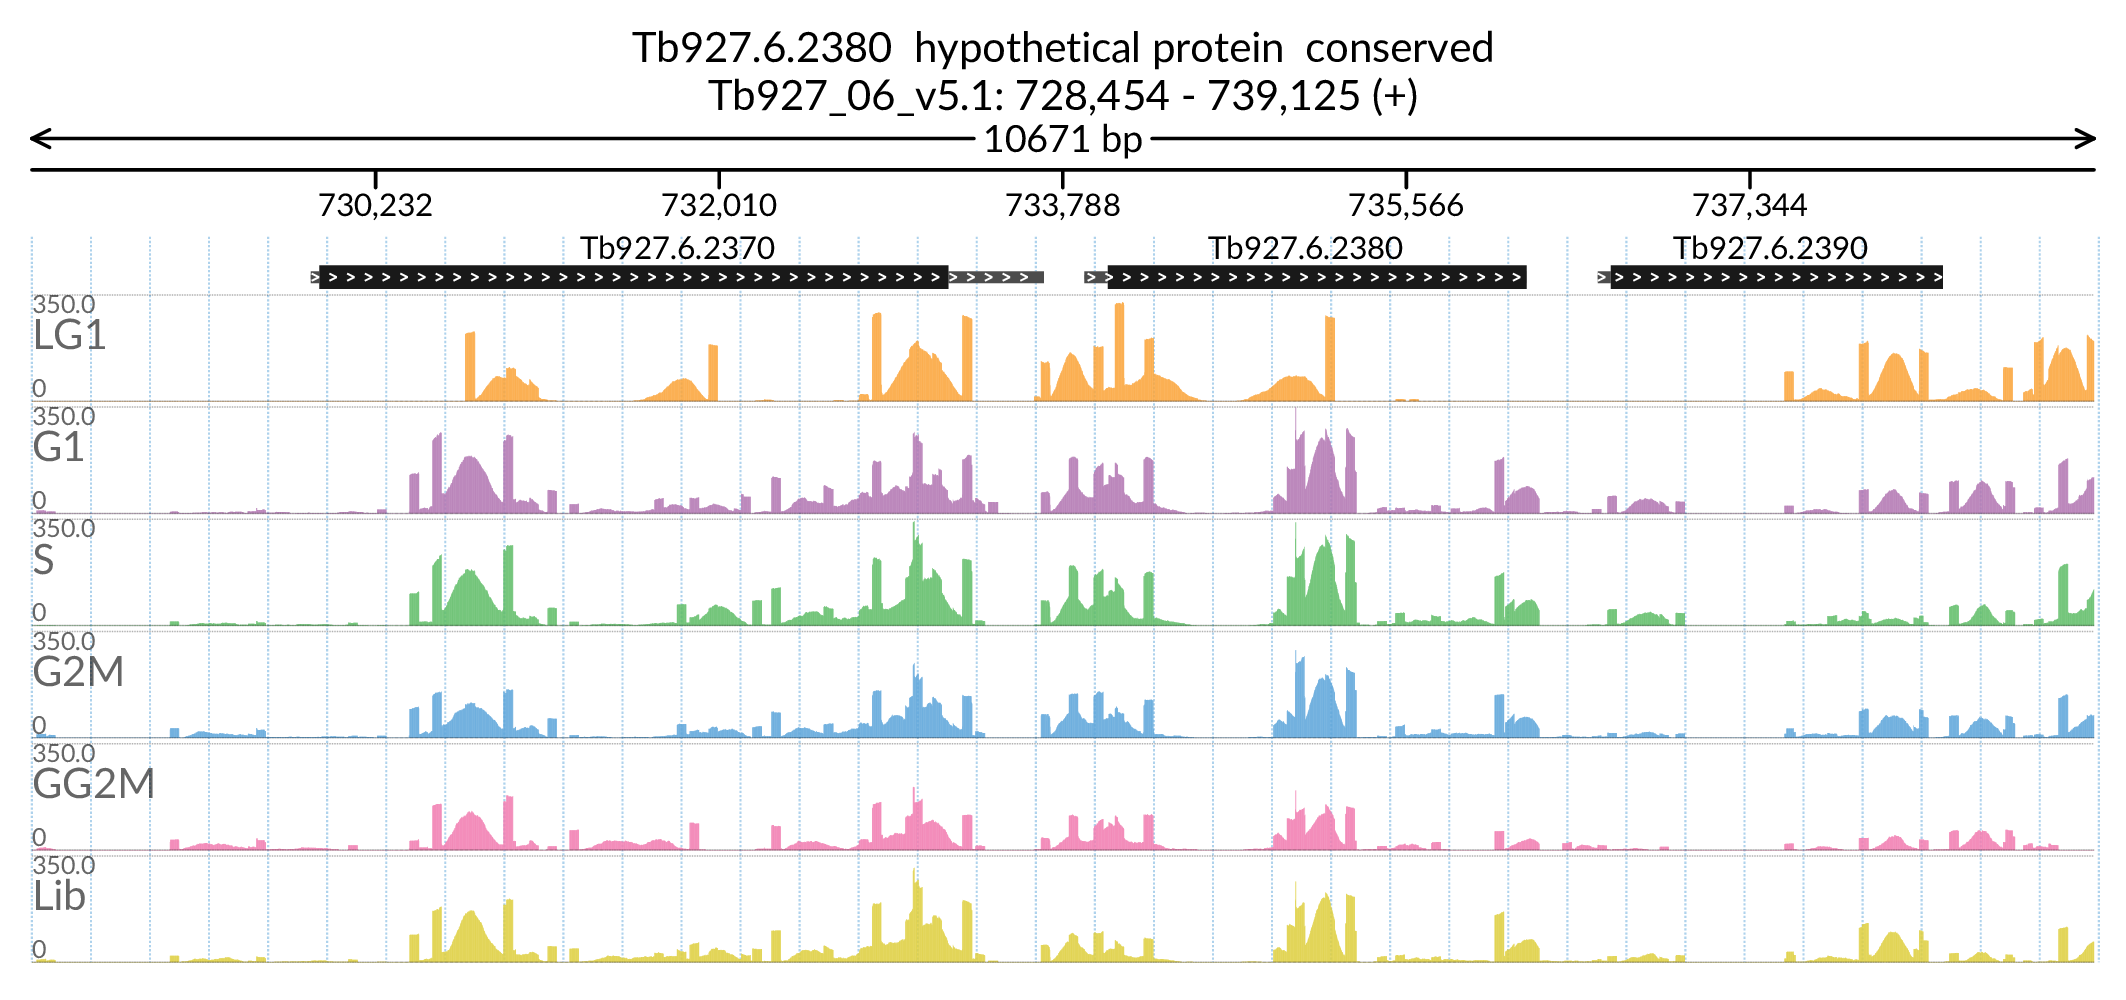 Tb927.6.2380  hypothetical protein  conserved
Tb927_06_v5.1: 728,454 - 739,125 (+)
10671 bp
730,232 732,010 733,788 735,566 737,344
Tb927.6.2370 Tb927.6.2380 Tb927.6.2390
350.0
LG1
0
350.0
G1
0
350.0
S
0
350.0
G2M
0
350.0
GG2M
0
350.0
Lib
0